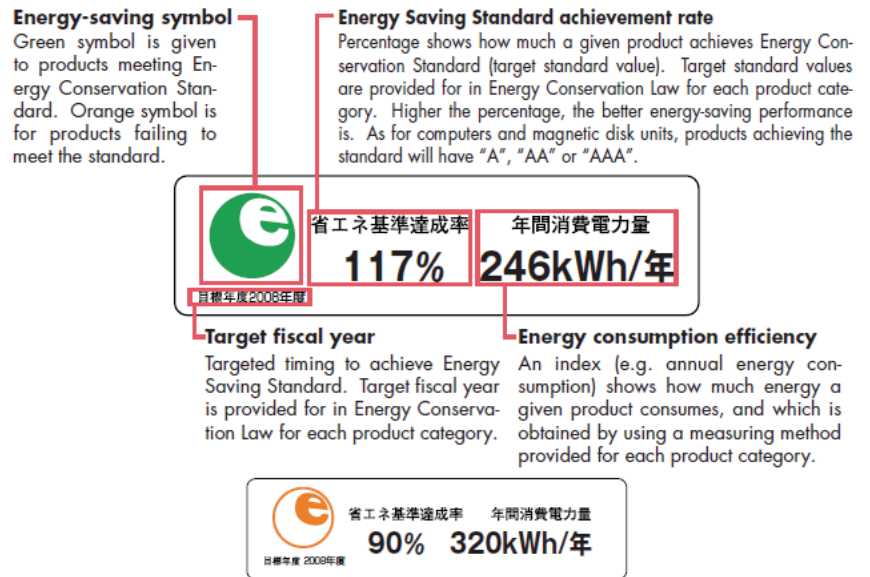 Energy-saving symbol
Green symbol is given
to products meeting En-
ergy Conservation Stan-
dard. Orange symbol is
for products failing to
meet the standard.
Energy Saving Standard achievement rate
Percentage shows how much a given product achieves Energy Con-
servation Standard (target standard value). Target standard values
are provided for in Energy Conservation Law for each product cate-
gory. Higher the percentage, the better energy-saving performance
is. As for computers and magnetic disk units, products achieving the
standard will have “A”, “AA” or “AAA”.
e
省エネ基準達成率
年間消費電力量
117%
246kWh/年
目標年度2008年度
Target fiscal year
Targeted timing to achieve Energy
Saving Standard. Target fiscal year
is provided for in Energy Conserva-
tion Law for each product category.
Energy consumption efficiency
An index (e.g. annual energy con-
sumption) shows how much energy a
given product consumes, and which is
obtained by using a measuring method
provided for each product category.
e
省エネ基準達成率
年間消費電力量
90%
320kWh/年
目標年度 2008年度